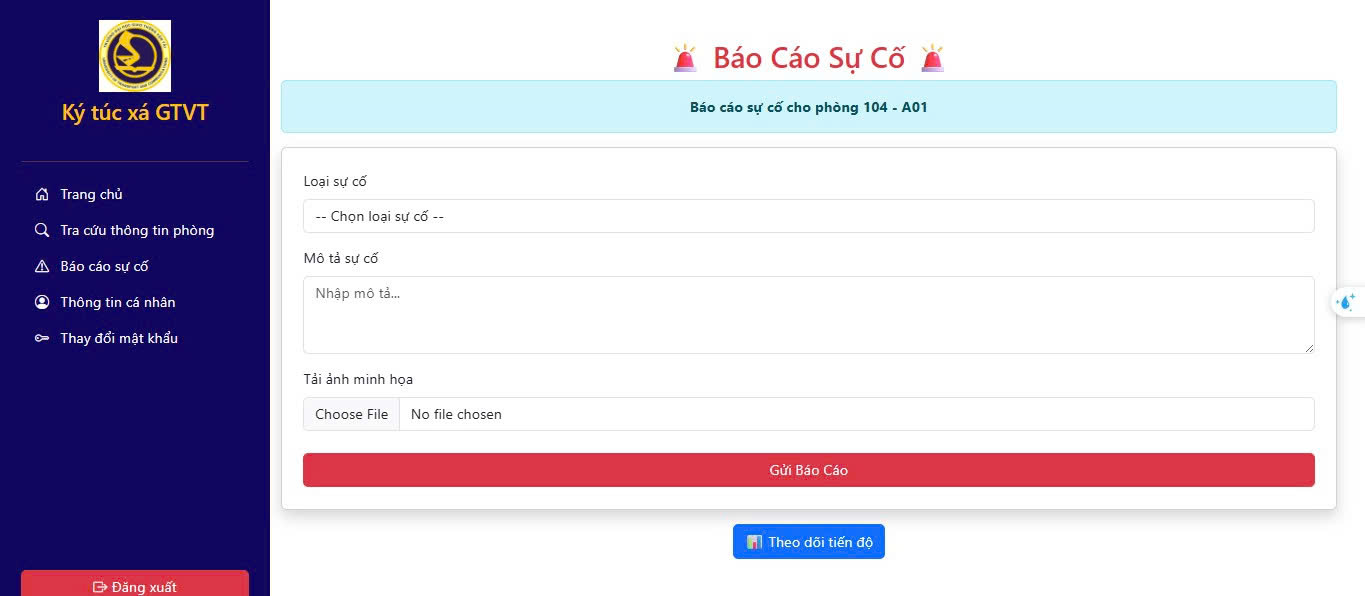 Ký túc xá GTVT
Trang chủ
Tra cứu thông tin phòng
Báo cáo sự cố
Thông tin cá nhân
Thay đổi mật khẩu
Đăng xuất
Báo Cáo Sự Cố
Báo cáo sự cố cho phòng 104 - A01
Loại sự cố
-- Chọn loại sự cố --
Mô tả sự cố
Nhập mô tả...
Tải ảnh minh họa
Choose File No file chosen
Gửi Báo Cáo
Theo dõi tiến độ